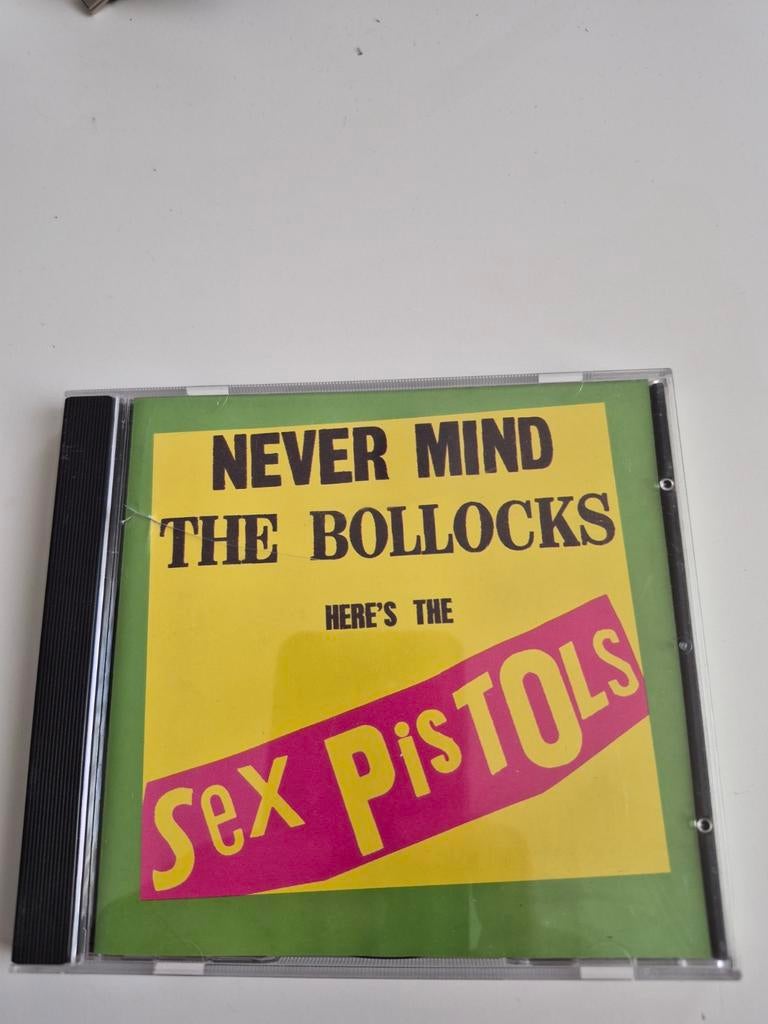 NEVER MIND
THE BOLLOCKS
HERE'S THE
Sex PisTOLS